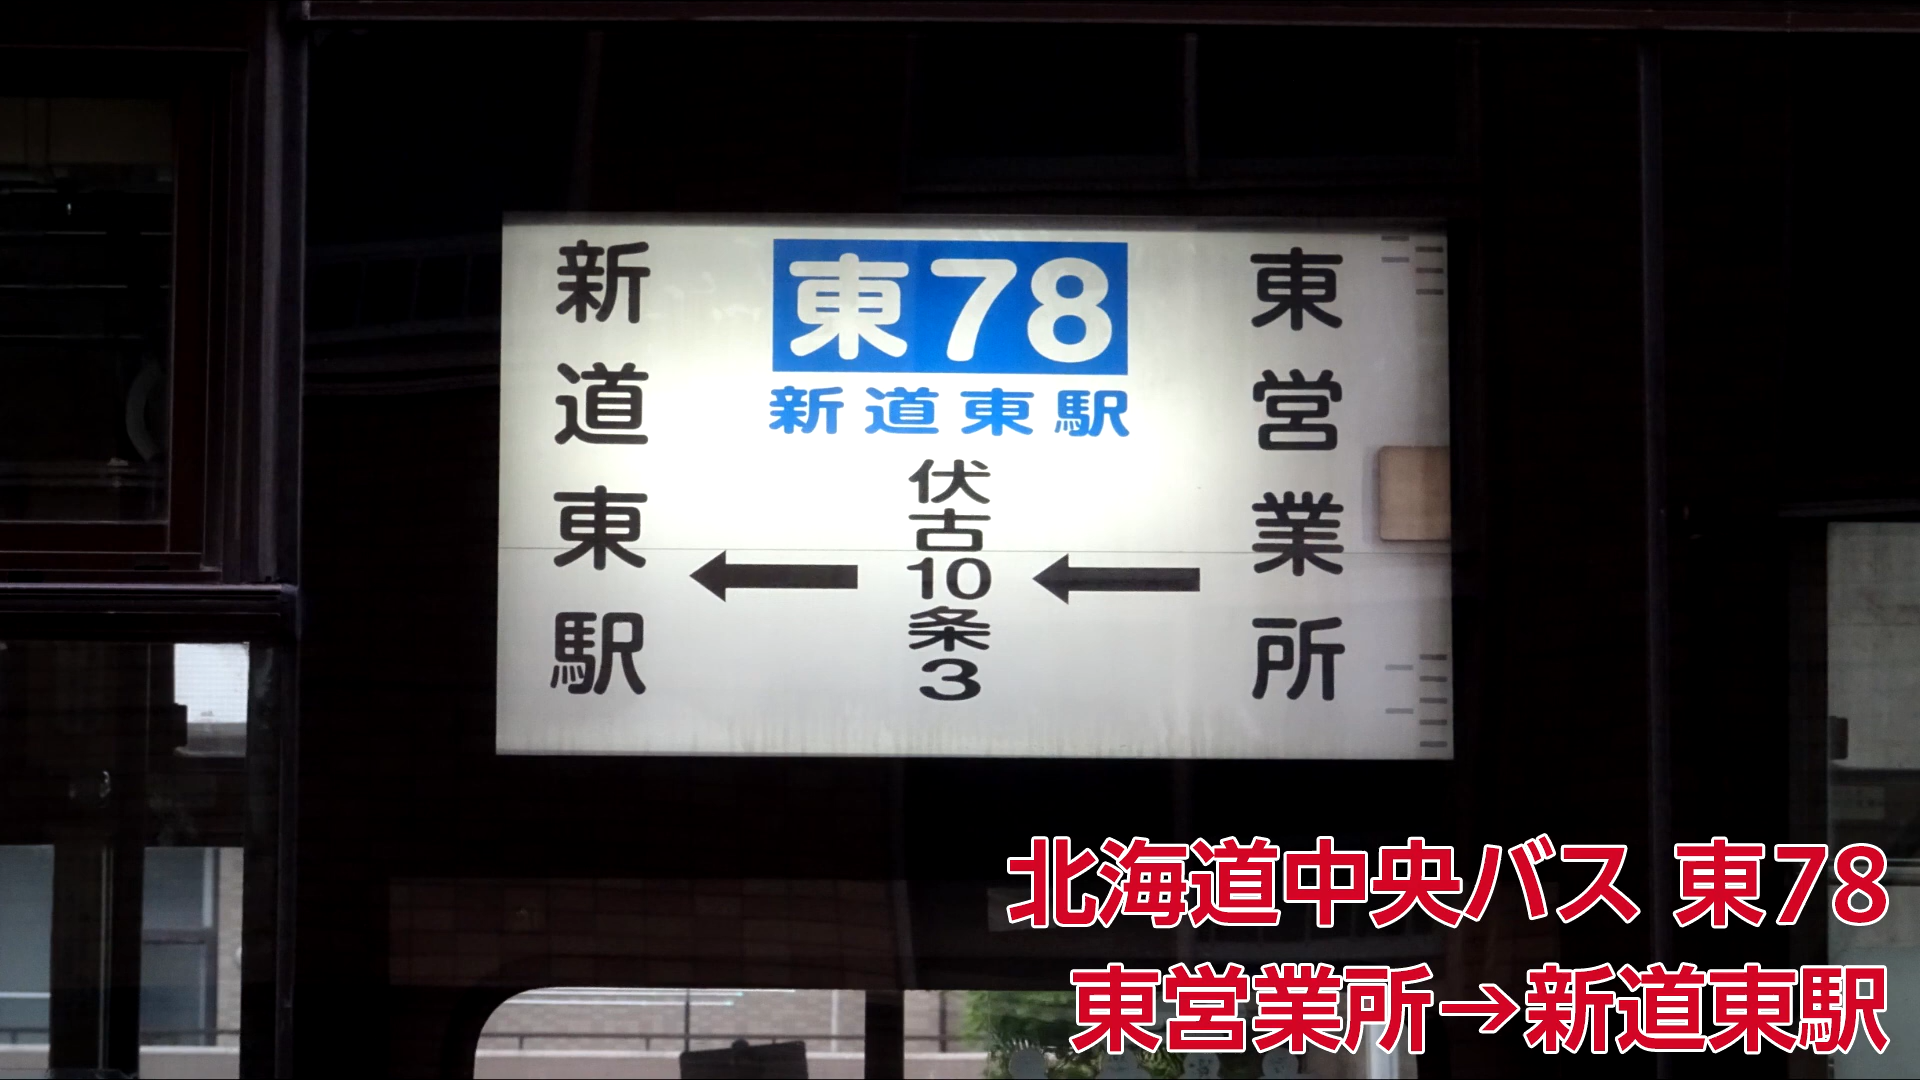 東78
新道東駅
東営業所
←
伏古10条3
←
新道東駅
北海道中央バス 東78
東営業所→新道東駅